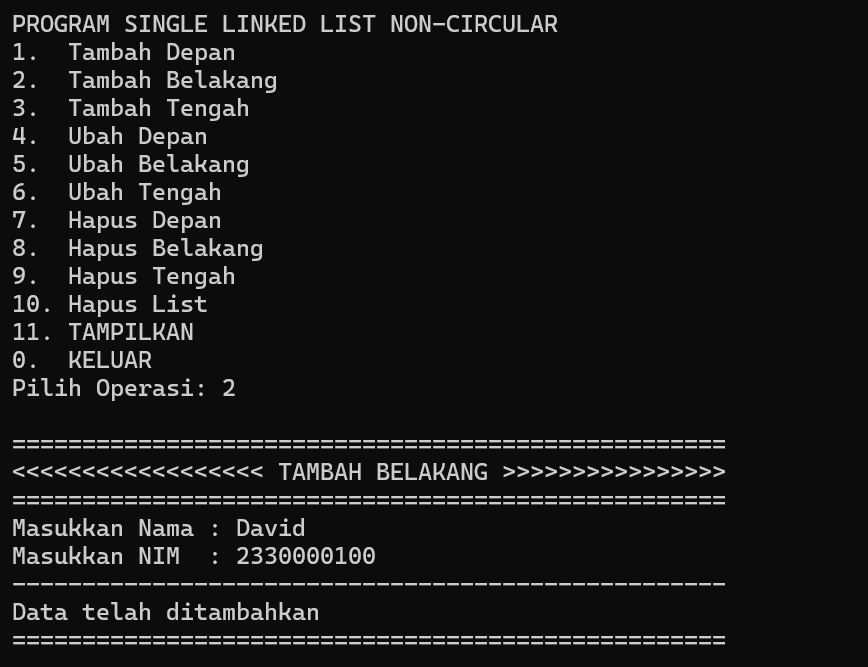 PROGRAM SINGLE LINKED LIST NON-CIRCULAR
1.  Tambah Depan
2.  Tambah Belakang
3.  Tambah Tengah
4.  Ubah Depan
5.  Ubah Belakang
6.  Ubah Tengah
7.  Hapus Depan
8.  Hapus Belakang
9.  Hapus Tengah
10. Hapus List
11. TAMPILKAN
0.  KELUAR
Pilih Operasi: 2
===================================================
<<<<<<<<<<<<<<<<<< TAMBAH BELAKANG >>>>>>>>>>>>>>>>
===================================================
Masukkan Nama : David
Masukkan NIM  : 2330000100
---------------------------------------------------
Data telah ditambahkan
===================================================